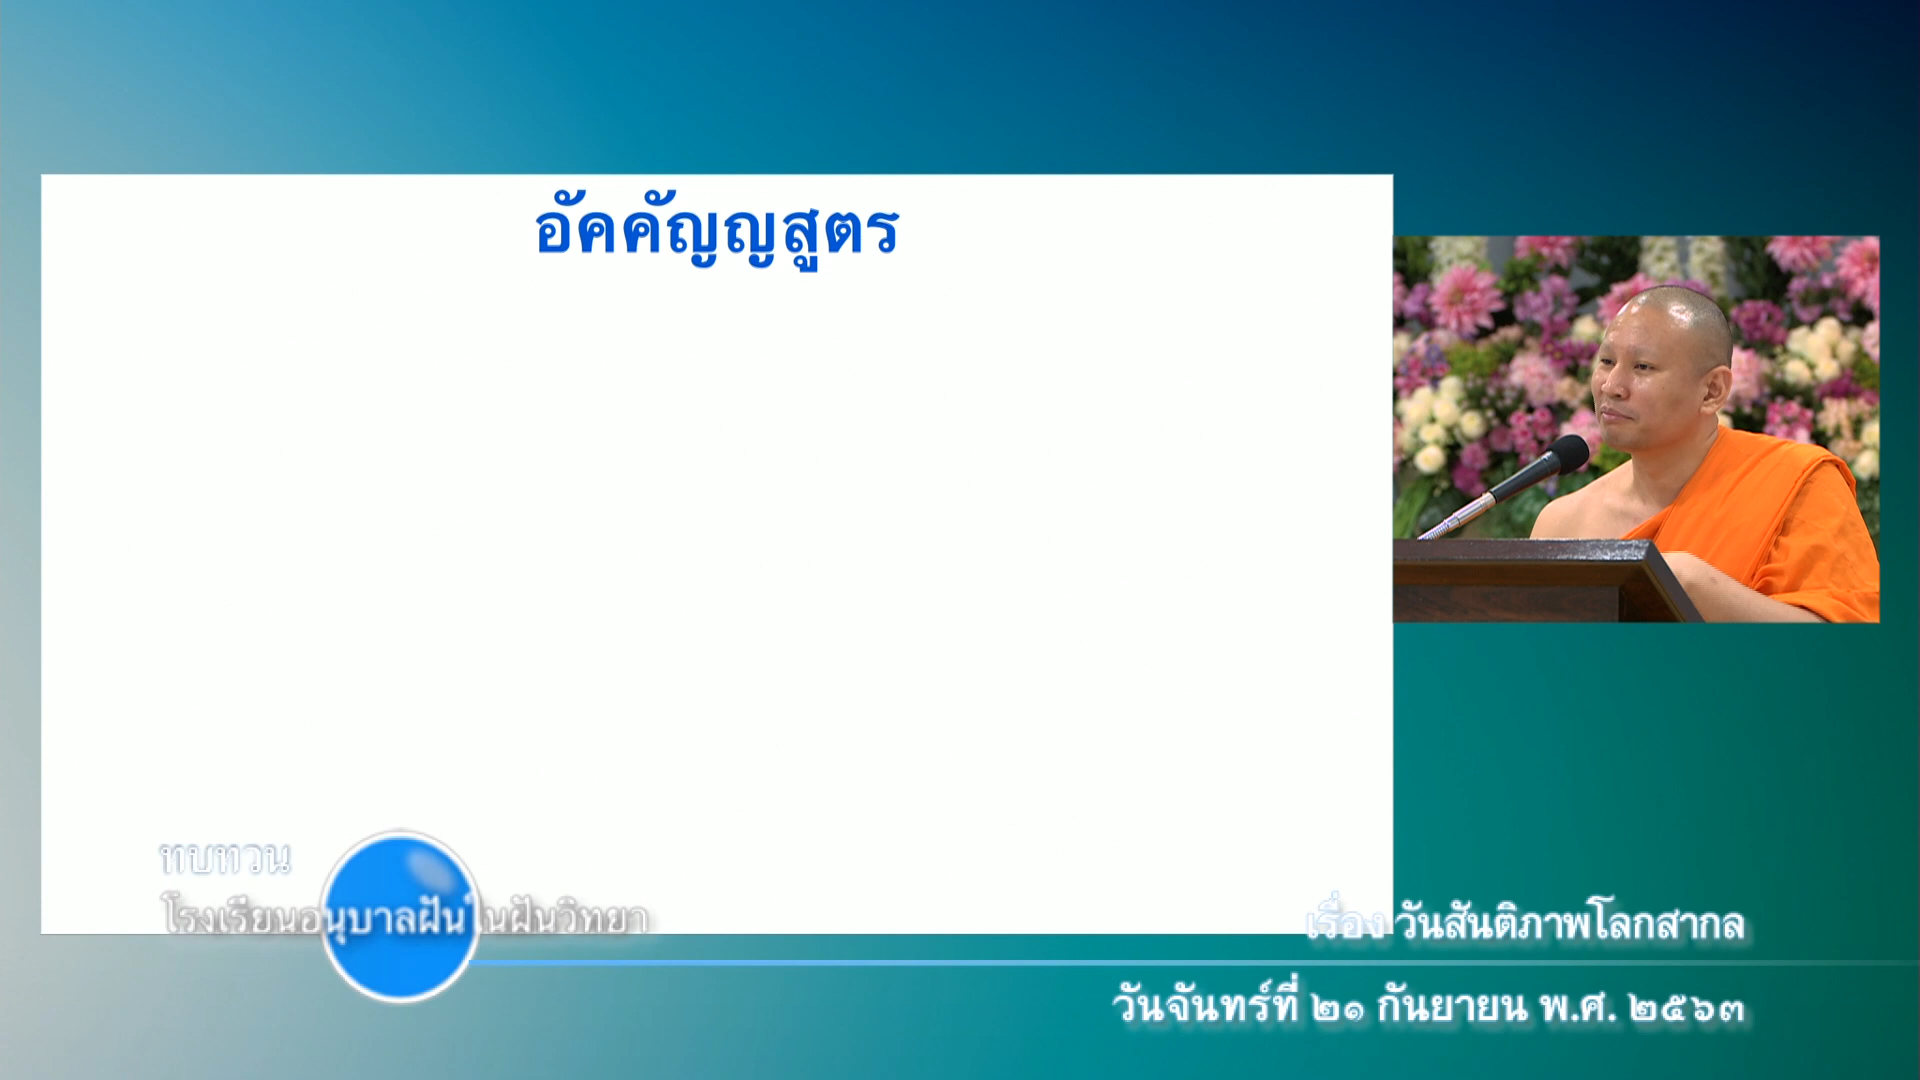 อัคคัญญสูตร
ทบทวน
โรงเรียนอนุบาลฝันในฝันวิทยา
เรื่อง วันสันติภาพโลกสากล
วันจันทร์ที่ ๒๑ กันยายน พ.ศ. ๒๕๖๓